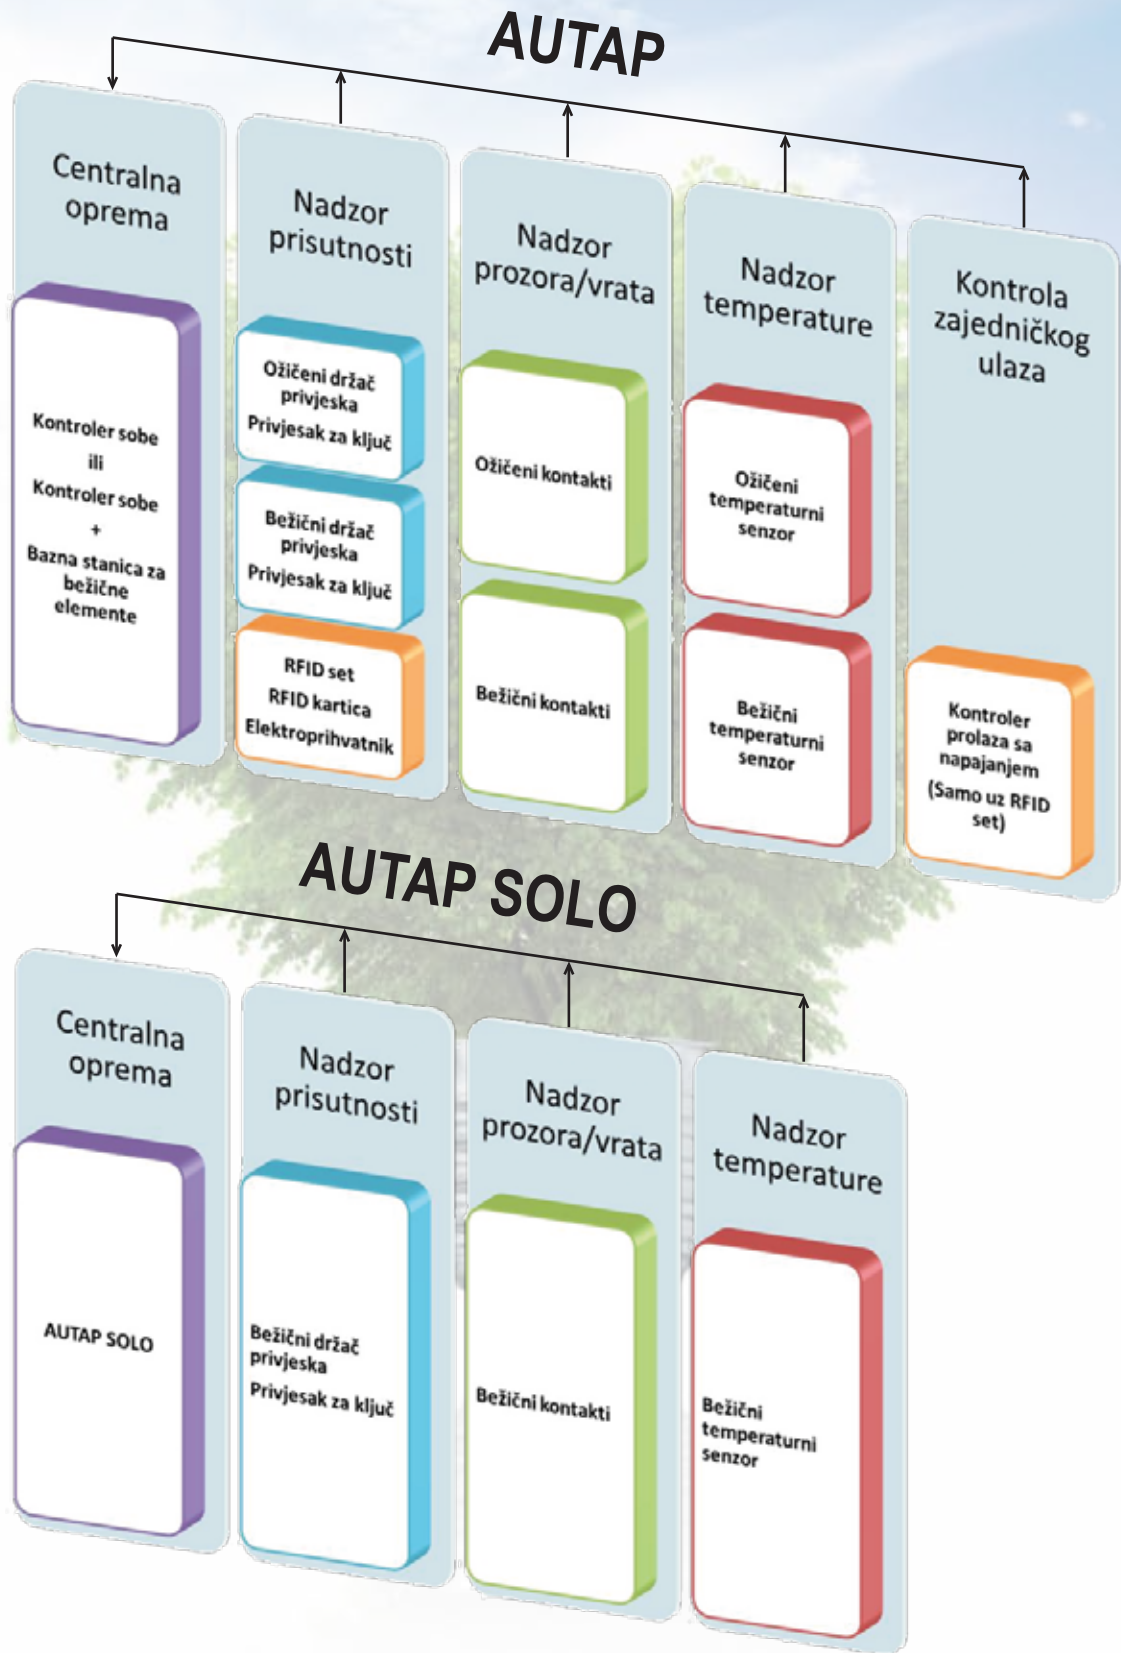 AUTAP
Centralna
oprema
Kontroler sobe
ili
Kontroler sobe
+
Bazna stanica za
bežične
elemente
Nadzor
prisutnosti
Ožičeni držač
privjeska
Privjesak za ključ
Bežični držač
privjeska
Privjesak za ključ
RFID set
RFID kartica
Elektroprihvatnik
Nadzor
prozora/vrata
Ožičeni kontakti
Bežični kontakti
Nadzor
temperature
Ožičeni
temperaturni
senzor
Bežični
temperaturni
senzor
Kontrola
zajedničkog
ulaza
Kontroler
prolaza sa
napajanjem
(Samo uz RFID
set)
AUTAP SOLO
Centralna
oprema
AUTAP SOLO
Nadzor
prisutnosti
Bežični držač
privjeska
Privjesak za ključ
Nadzor
prozora/vrata
Bežični kontakti
Nadzor
temperature
Bežični
temperaturni
senzor